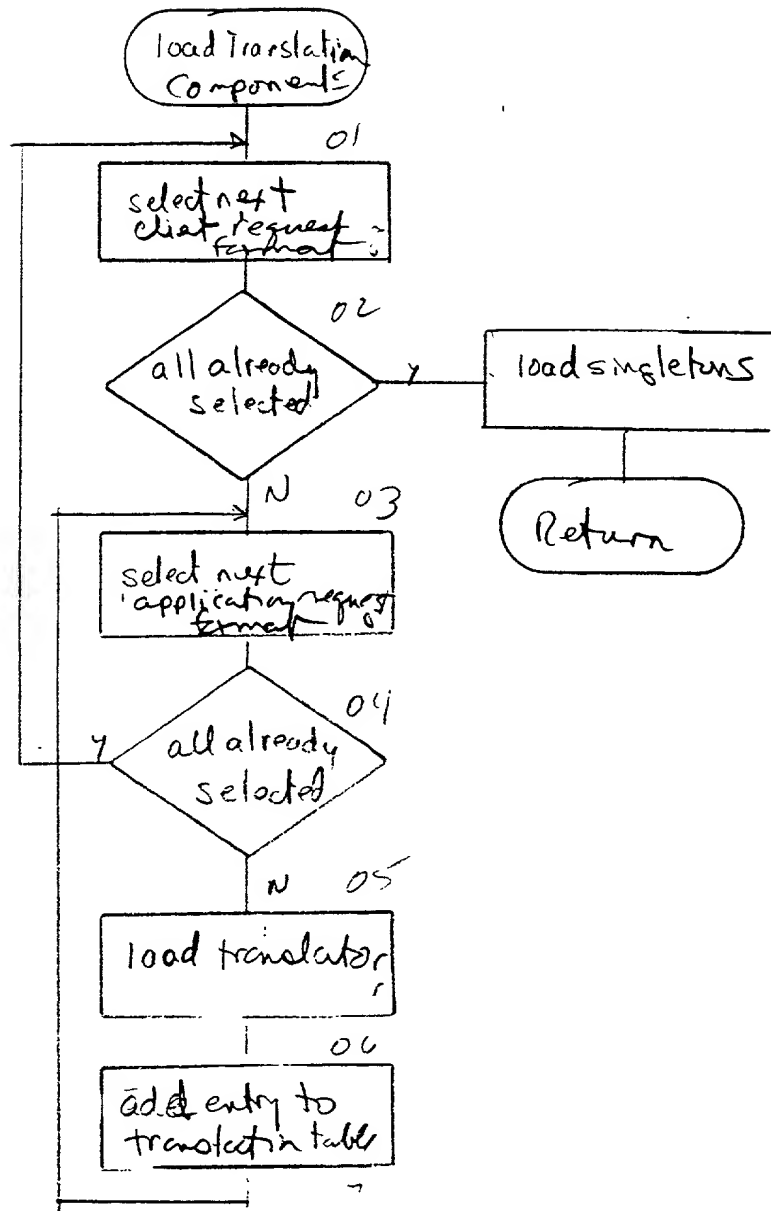 load Translation
Components
01
select next
client request
format
02
all already
selected
Y
load singletons
N
03
Return
select next
application request
format
04
all already
selected
Y
N
05
load translator
06
add entry to
translation table